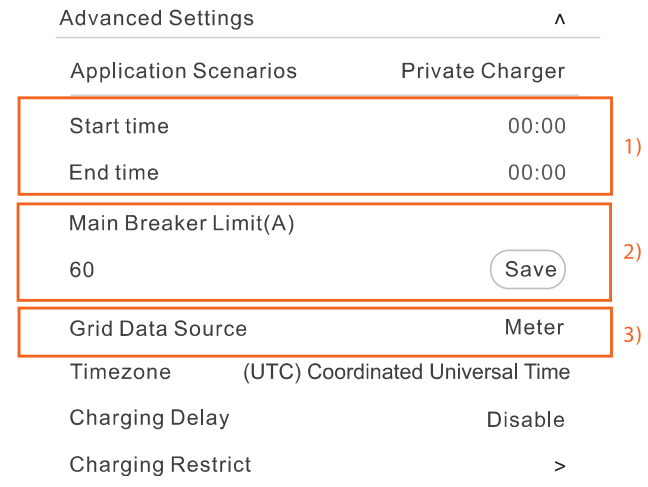 Advanced Settings ʌ
Application Scenarios Private Charger
Start time 00:00
1)
End time 00:00
Main Breaker Limit(A)
2)
60 Save
Grid Data Source Meter 3)
Timezone (UTC) Coordinated Universal Time
Charging Delay Disable
Charging Restrict >